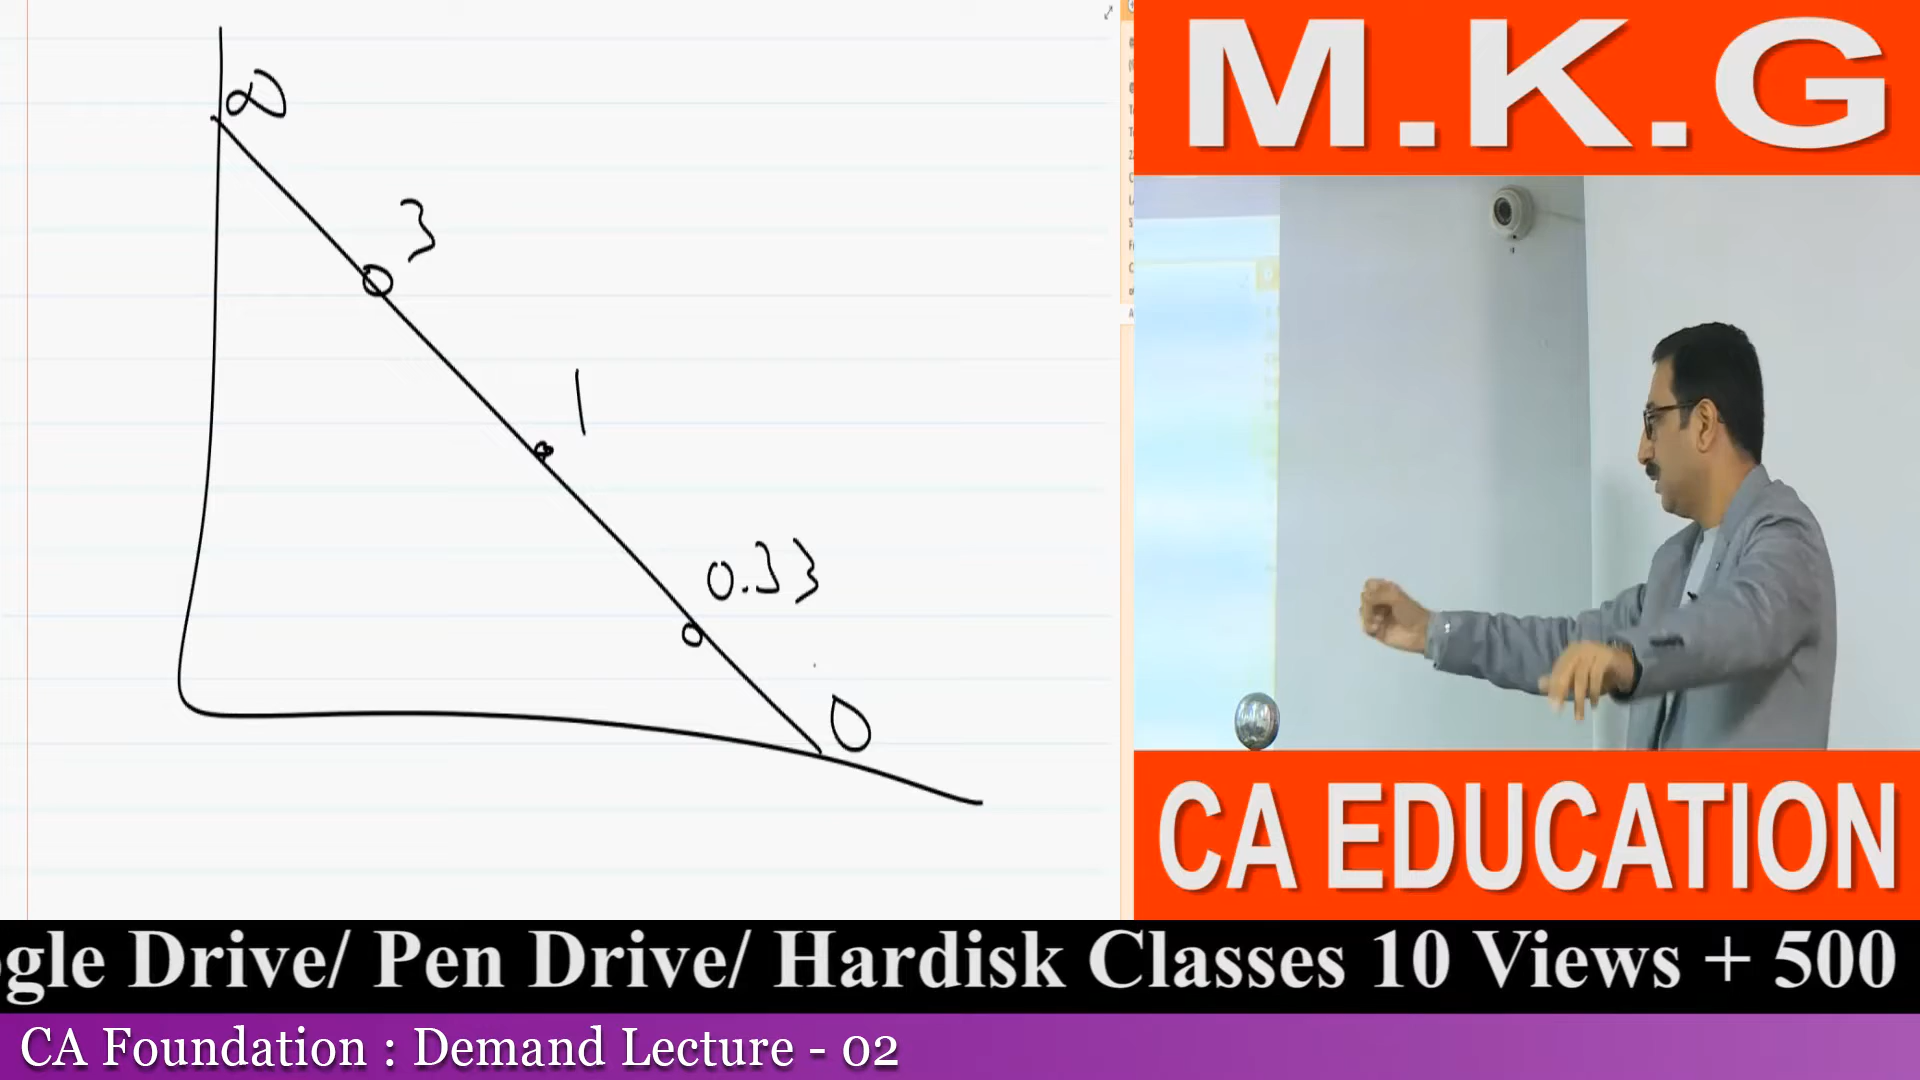 M.K.G
∞
3
1
0.33
0
CA EDUCATION
gle Drive/ Pen Drive/ Hardisk Classes 10 Views + 500
CA Foundation : Demand Lecture - 02